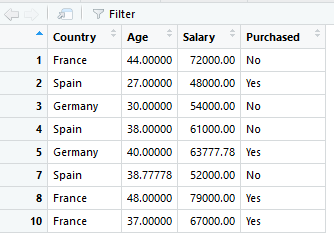 Filter
Country Age Salary Purchased
1 France 44.00000 72000.00 No
2 Spain 27.00000 48000.00 Yes
3 Germany 30.00000 54000.00 No
4 Spain 38.00000 61000.00 No
5 Germany 40.00000 63777.78 Yes
7 Spain 38.77778 52000.00 No
8 France 48.00000 79000.00 Yes
10 France 37.00000 67000.00 Yes